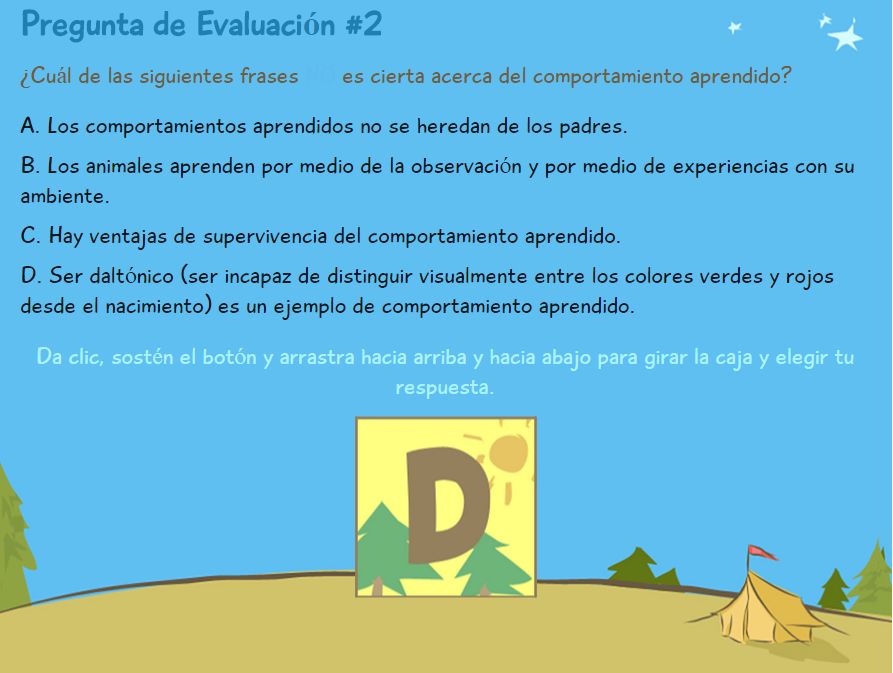 Pregunta de Evaluación #2
¿Cuál de las siguientes frases NO es cierta acerca del comportamiento aprendido?
A. Los comportamientos aprendidos no se heredan de los padres.
B. Los animales aprenden por medio de la observación y por medio de experiencias con su
ambiente.
C. Hay ventajas de supervivencia del comportamiento aprendido.
D. Ser daltónico (ser incapaz de distinguir visualmente entre los colores verdes y rojos
desde el nacimiento) es un ejemplo de comportamiento aprendido.
Da clic, sostén el botón y arrastra hacia arriba y hacia abajo para girar la caja y elegir tu
respuesta.
D